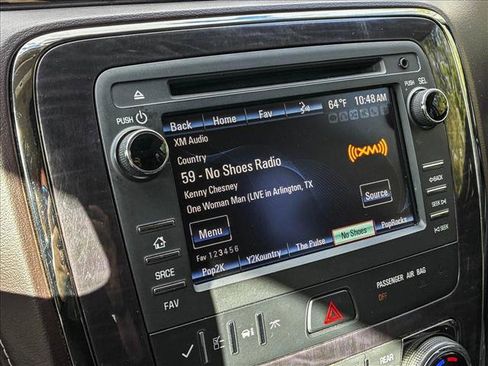 PUSH
PUSH SEL
Back Home Fav 64°F 10:48 AM
XM Audio
Country
59 - No Shoes Radio
Kenny Chesney
One Woman Man (LIVE in Arlington, TX
((XM))
Menu
Source
Fav 1 2 3 4 5 6
Pop2K Y2Kountry The Pulse No Shoes PopRocks
BACK
SEEK
SEEK
SRCE
FAV
PASSENGER AIR BAG
OFF
REAR